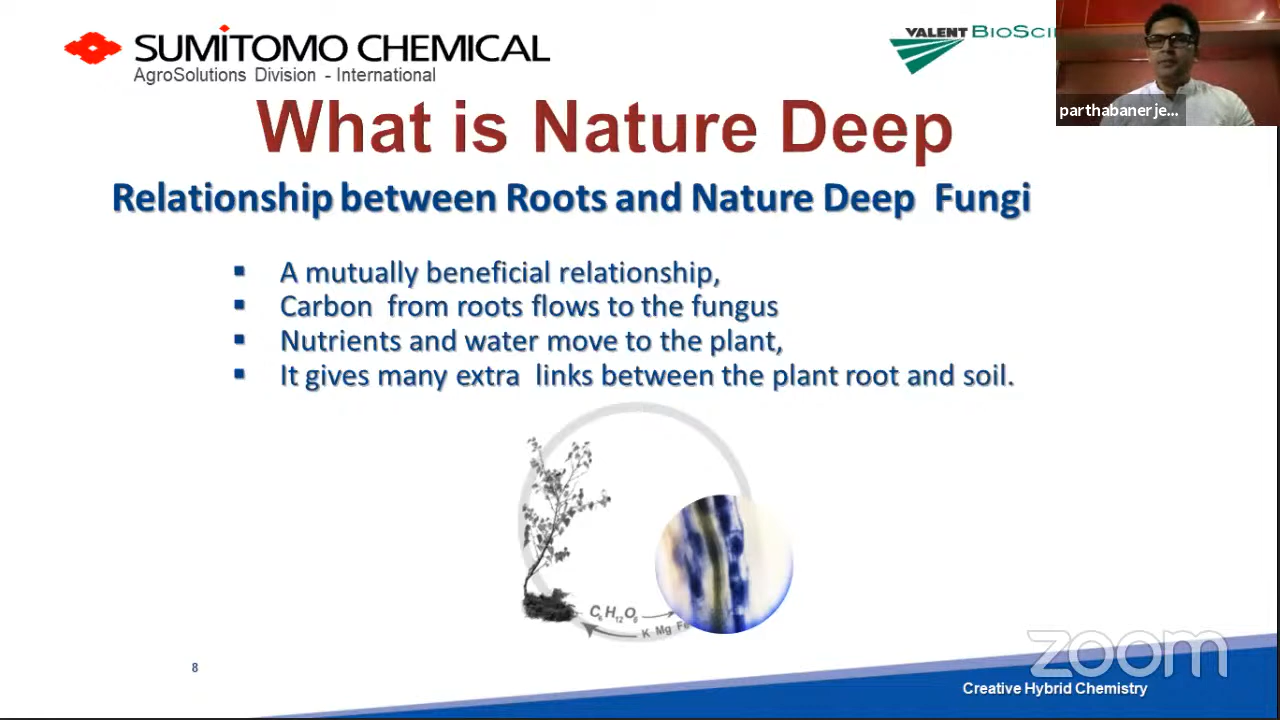 SUMITOMO CHEMICAL
AgroSolutions Division - International
VALENT BIOSCI
parthabanerje...
What is Nature Deep
Relationship between Roots and Nature Deep Fungi
A mutually beneficial relationship,
Carbon from roots flows to the fungus
Nutrients and water move to the plant,
It gives many extra links between the plant root and soil.
C6H12O6
K Mg Fe
8
zoom
Creative Hybrid Chemistry